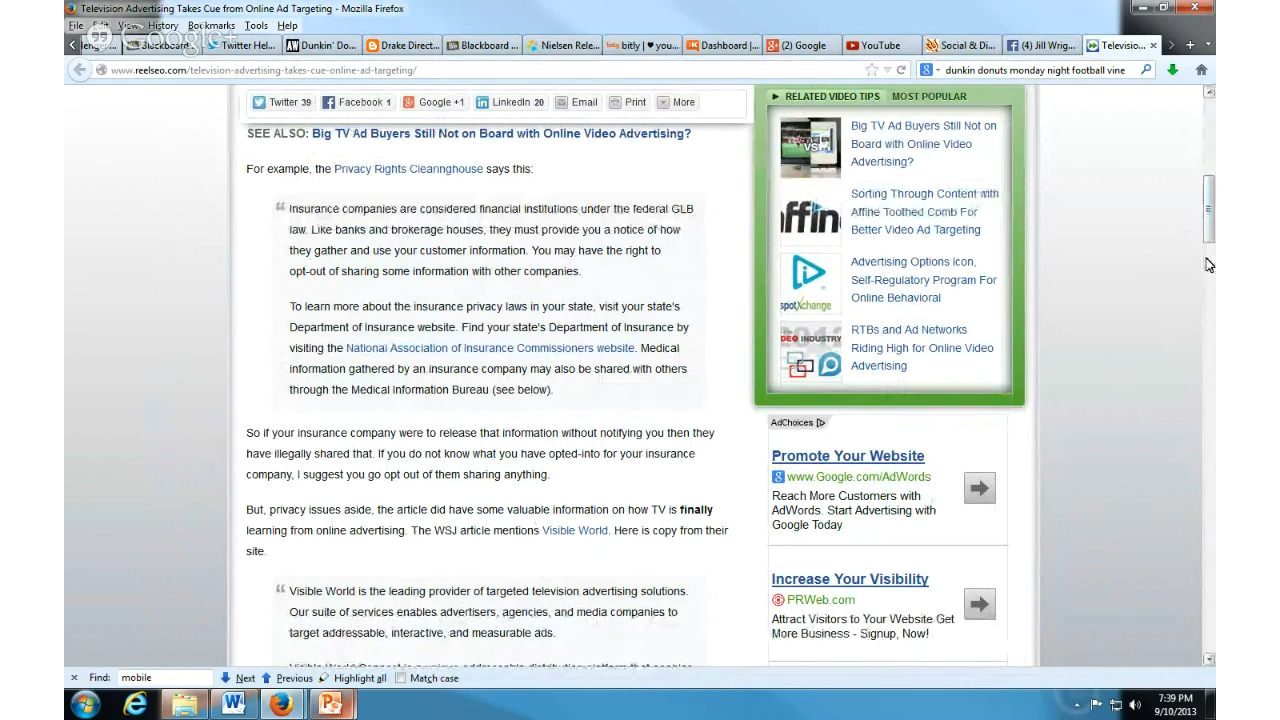 Television Advertising Takes Cue from Online Ad Targeting - Mozilla Firefox
File Edit View History Bookmarks Tools Help
Google+
Blackboard... Twitter Hel... Dunkin' Do... Drake Direct... Blackboard ... Nielsen Rele... bitly | ♥ you... Dashboard |... (2) Google YouTube Social & Di... (4) Jill Wrig... Televisio...
www.reelseo.com/television-advertising-takes-cue-online-ad-targeting/ dunkin donuts monday night football vine
Twitter 39 Facebook 1 Google +1 LinkedIn 20 Email Print More
SEE ALSO: Big TV Ad Buyers Still Not on Board with Online Video Advertising?
For example, the Privacy Rights Clearinghouse says this:
Insurance companies are considered financial institutions under the federal GLB
law. Like banks and brokerage houses, they must provide you a notice of how
they gather and use your customer information. You may have the right to
opt-out of sharing some information with other companies.
To learn more about the insurance privacy laws in your state, visit your state's
Department of Insurance website. Find your state's Department of Insurance by
visiting the National Association of Insurance Commissioners website. Medical
information gathered by an insurance company may also be shared with others
through the Medical Information Bureau (see below).
So if your insurance company were to release that information without notifying you then they
have illegally shared that. If you do not know what you have opted-into for your insurance
company, I suggest you go opt out of them sharing anything.
But, privacy issues aside, the article did have some valuable information on how TV is finally
learning from online advertising. The WSJ article mentions Visible World. Here is copy from their
site.
Visible World is the leading provider of targeted television advertising solutions.
Our suite of services enables advertisers, agencies, and media companies to
target addressable, interactive, and measurable ads.
RELATED VIDEO TIPS MOST POPULAR
Big TV Ad Buyers Still Not on
Board with Online Video
Advertising?
Sorting Through Content with
Affine Toothed Comb For
Better Video Ad Targeting
affin
Advertising Options Icon,
Self-Regulatory Program For
Online Behavioral
spotXchange
RTBs and Ad Networks
Riding High for Online Video
Advertising
AdChoices
Promote Your Website
www.Google.com/AdWords
Reach More Customers with
AdWords. Start Advertising with
Google Today
Increase Your Visibility
PRWeb.com
Attract Visitors to Your Website Get
More Business - Signup, Now!
Find: mobile Next Previous Highlight all Match case
7:39 PM
9/10/2013